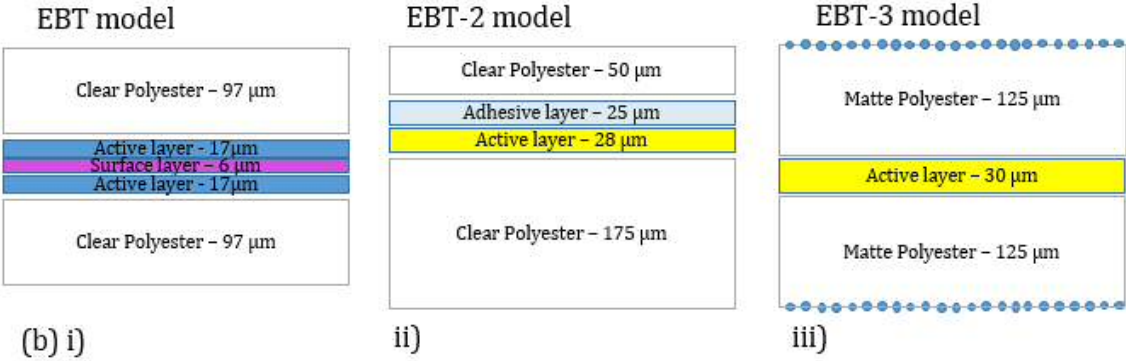 EBT model
Clear Polyester – 97 µm
Active layer - 17µm
Surface layer – 6 µm
Active layer - 17µm
Clear Polyester – 97 µm
(b) i)
EBT-2 model
Clear Polyester – 50 µm
Adhesive layer – 25 µm
Active layer – 28 µm
Clear Polyester – 175 µm
ii)
EBT-3 model
Matte Polyester – 125 µm
Active layer – 30 µm
Matte Polyester – 125 µm
iii)